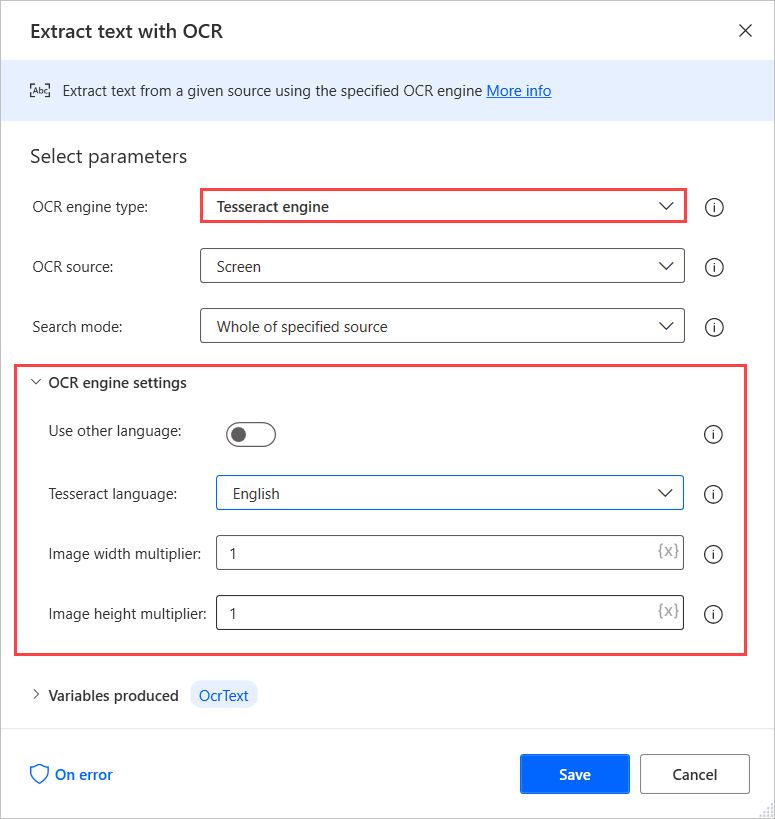 Extract text with OCR
Abc Extract text from a given source using the specified OCR engine More info
Select parameters
OCR engine type: Tesseract engine
OCR source: Screen
Search mode: Whole of specified source
OCR engine settings
Use other language:
Tesseract language: English
Image width multiplier: 1 {x}
Image height multiplier: 1 {x}
Variables produced OcrText
On error Save Cancel